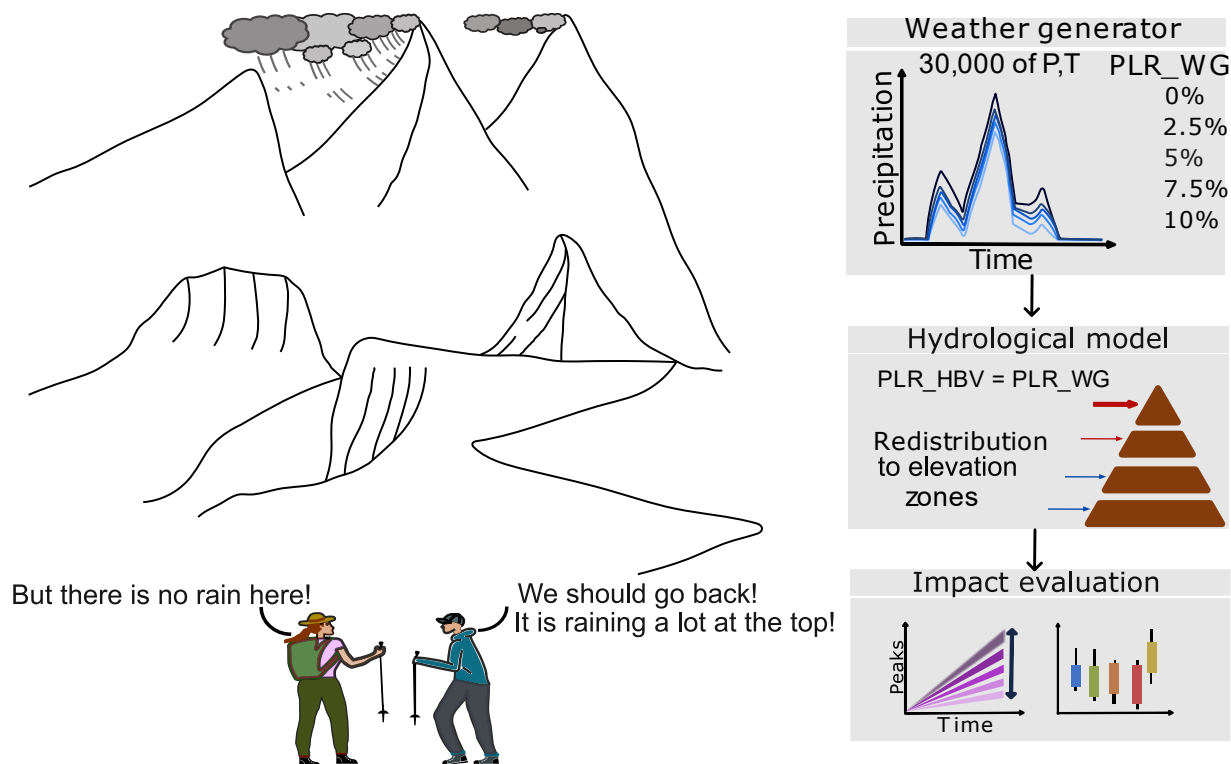 But there is no rain here!
We should go back!
It is raining a lot at the top!
Weather generator
30,000 of P,T
PLR_WG
0%
2.5%
5%
7.5%
10%
Precipitation
Time
Hydrological model
PLR_HBV = PLR_WG
Redistribution
to elevation
zones
Impact evaluation
Peaks
Time